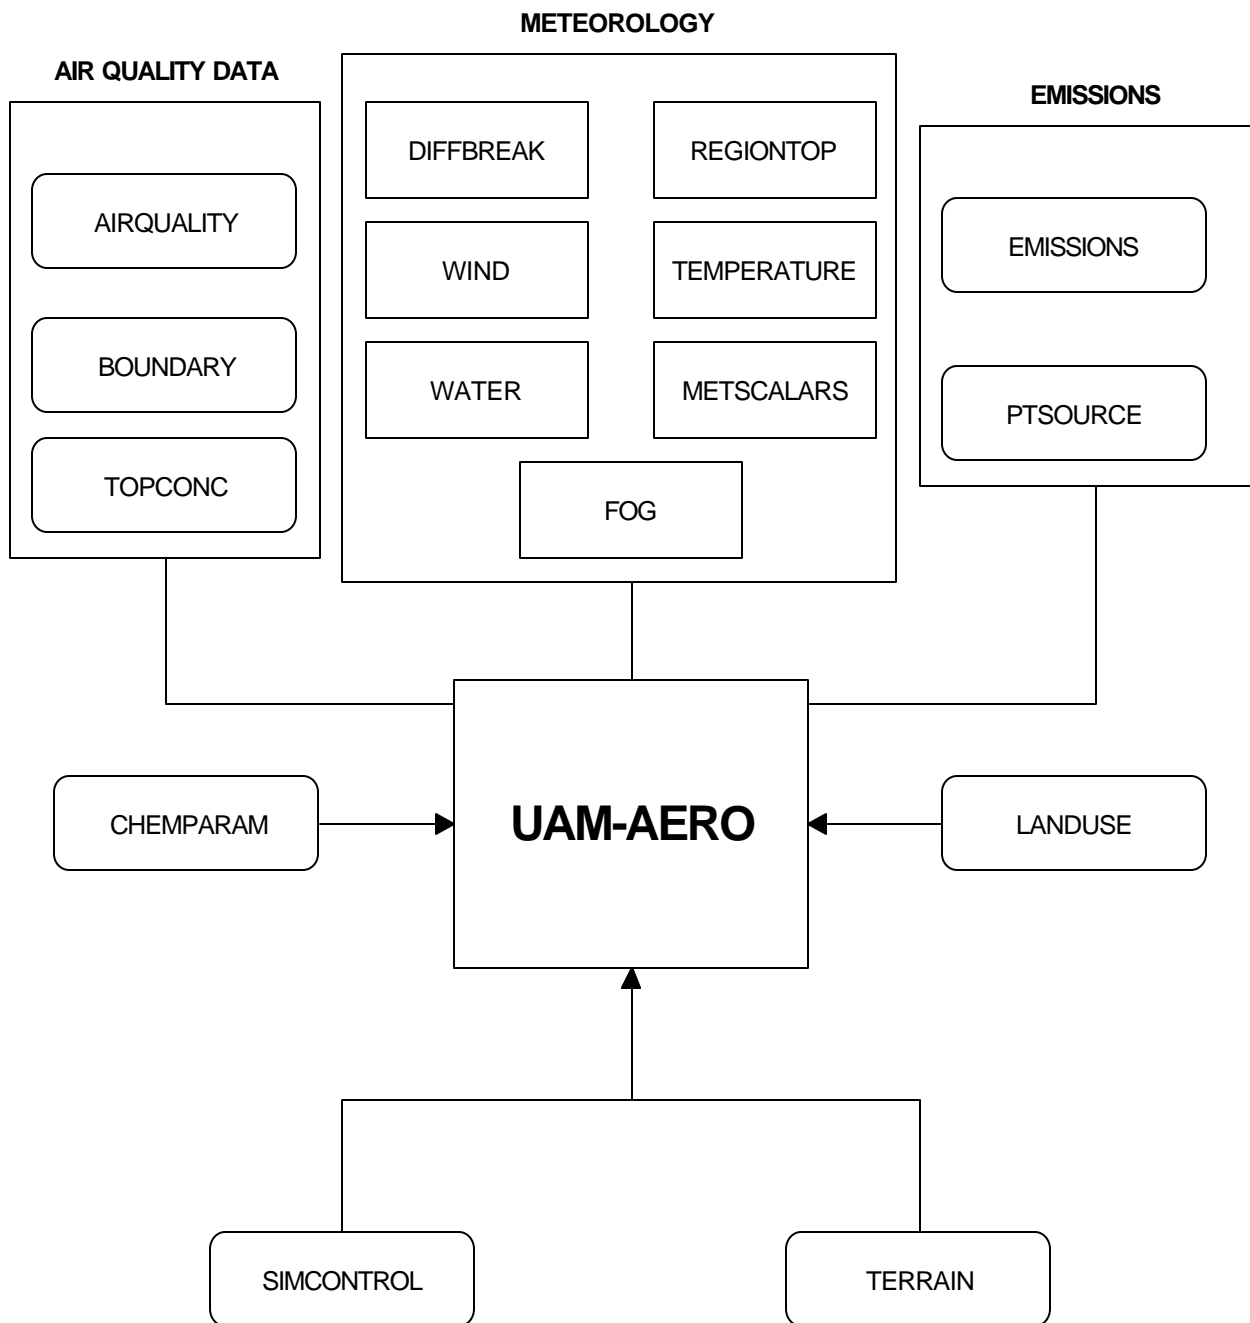 METEOROLOGY
AIR QUALITY DATA
EMISSIONS
DIFFBREAK
REGIONTOP
AIRQUALITY
EMISSIONS
WIND
TEMPERATURE
BOUNDARY
WATER
METSCALARS
PTSOURCE
TOPCONC
FOG
CHEMPARAM
UAM-AERO
LANDUSE
SIMCONTROL
TERRAIN